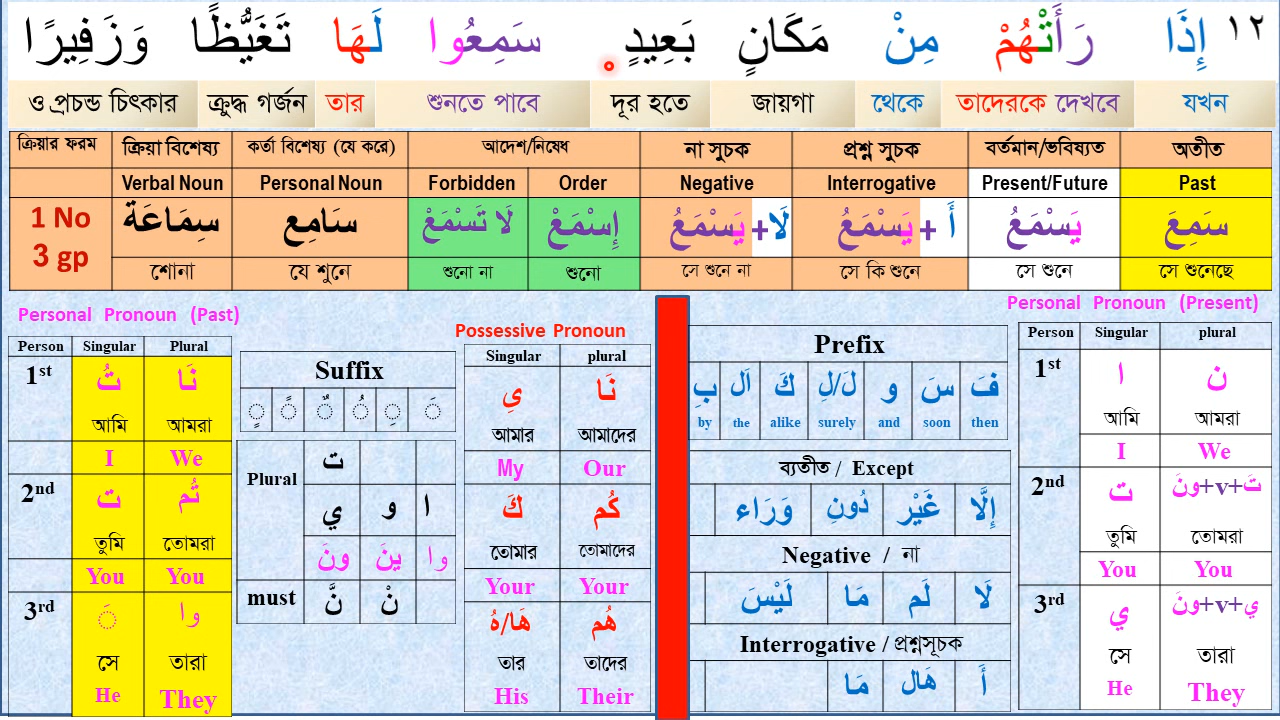 ١٢ إِذَا رَأَتْهُمْ مِنْ مَكَانٍ بَعِيدٍ سَمِعُوا لَهَا تَغَيُّظًا وَزَفِيرًا
ও প্রচন্ড চিৎকার ক্রুদ্ধ গর্জন তার শুনতে পাবে দূর হতে জায়গা থেকে তাদেরকে দেখবে যখন
ক্রিয়ার ফরম ক্রিয়া বিশেষ্য কর্তা বিশেষ্য (যে করে) আদেশ/নিষেধ না সুচক প্রশ্ন সুচক বর্তমান/ভবিষ্যত অতীত
Verbal Noun Personal Noun Forbidden Order Negative Interrogative Present/Future Past
1 No
3 gp
سِمَاعَة سَامِع لَا تَسْمَعْ إِسْمَعْ يَسْمَعُ+لَا يَسْمَعُ + أَ يَسْمَعُ سَمِعَ
শোনা যে শুনে শুনো না শুনো সে শুনে না সে কি শুনে সে শুনে সে শুনেছে
Personal Pronoun (Past)
Person Singular Plural
1st تُ نَا
আমি আমরা
I We
2nd ت تُم
তুমি তোমরা
You You
3rd َ وا
সে তারা
He They
Suffix
ٍ ً ٌ ُ ِ َ
Plural ت
ي و ا
ونَ ينَ وا
must نَّ نْ
Possessive Pronoun
Singular plural
يِ نَا
আমার আমাদের
My Our
كَ كُم
তোমার তোমাদের
Your Your
هَا/هُ هُم
তার তাদের
His Their
Prefix
بِ اَل كَ لَ/لِ و سَ فَ
by the alike surely and soon then
ব্যতীত / Except
وَرَاء دُونِ غَيْر إِلَّا
Negative / না
لَيْسَ مَا لَم لَا
Interrogative / প্রশ্নসূচক
مَا هَال أَ
Personal Pronoun (Present)
Person Singular plural
1st ا ن
আমি আমরা
I We
2nd ت تَ+v+ونَ
তুমি তোমরা
You You
3rd ي ي+v+ونَ
সে তারা
He They